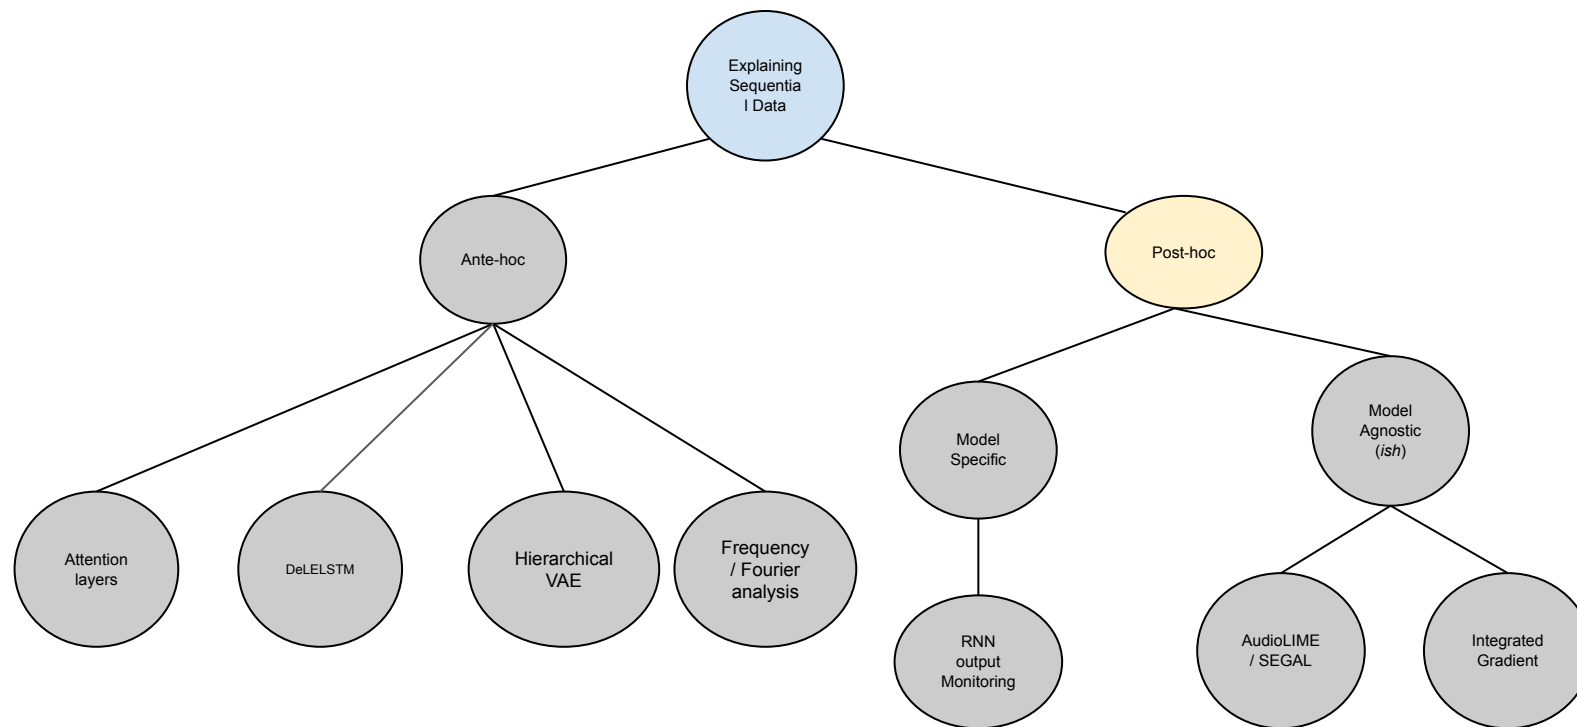 Explaining
Sequentia
l Data
Ante-hoc
Post-hoc
Model
Specific
Model
Agnostic
(ish)
Attention
layers
DeLELSTM
Hierarchical
VAE
Frequency
/ Fourier
analysis
RNN
output
Monitoring
AudioLIME
/ SEGAL
Integrated
Gradient